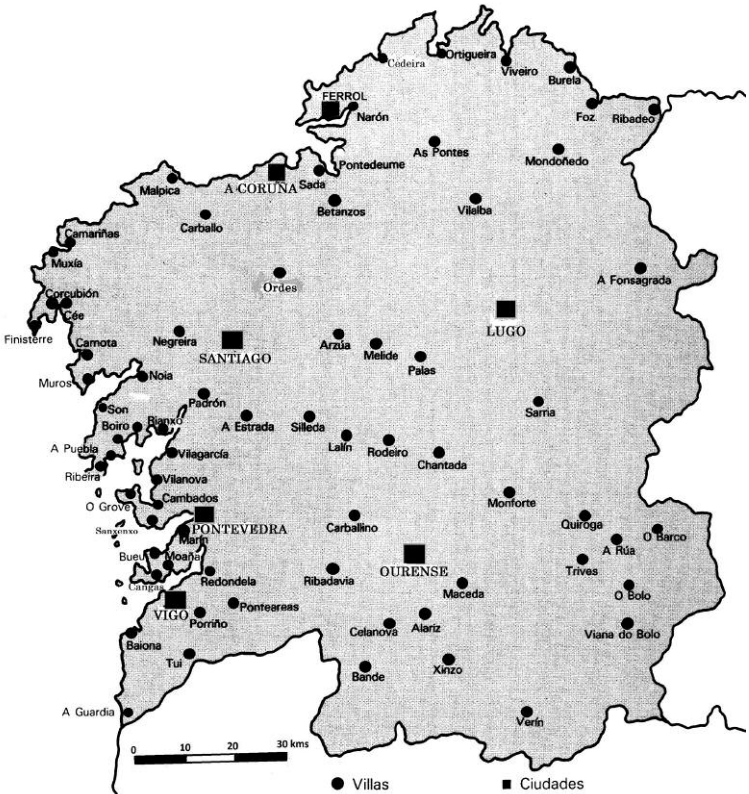 Cedeira
Ortigueira
Viveiro
Burela
FERROL
Narón
Foz
Ribadeo
As Pontes
Mondoñedo
Pontedeume
Sada
A CORUNA
Malpica
Betanzos
Vilalba
Carballo
Camariñas
Muxía
A Fonsagrada
Ordes
Corcubión
Cée
LUGO
Finisterre
Negreira
SANTIAGO
Arzúa
Melide
Palas
Carnota
Muros
Noia
Padrón
Sarria
Son
Boiro
Rianxo
A Estrada
Silleda
Lalín
Rodeiro
Chantada
A Puebla
Vilagarcía
Ribeira
Vilanova
Monforte
O Grove
Cambados
Sanxenxo
PONTEVEDRA
Carballino
Quiroga
O Barco
A Rúa
Marín
Bueu
Moaña
OURENSE
Trives
Cangas
Redondela
Ribadavia
Maceda
O Bolo
VIGO
Ponteareas
Porriño
Celanova
Alariz
Viana do Bolo
Baiona
Tui
Bande
Xinzo
A Guardia
Verín
0 10 20 30 kms
Villas
Ciudades